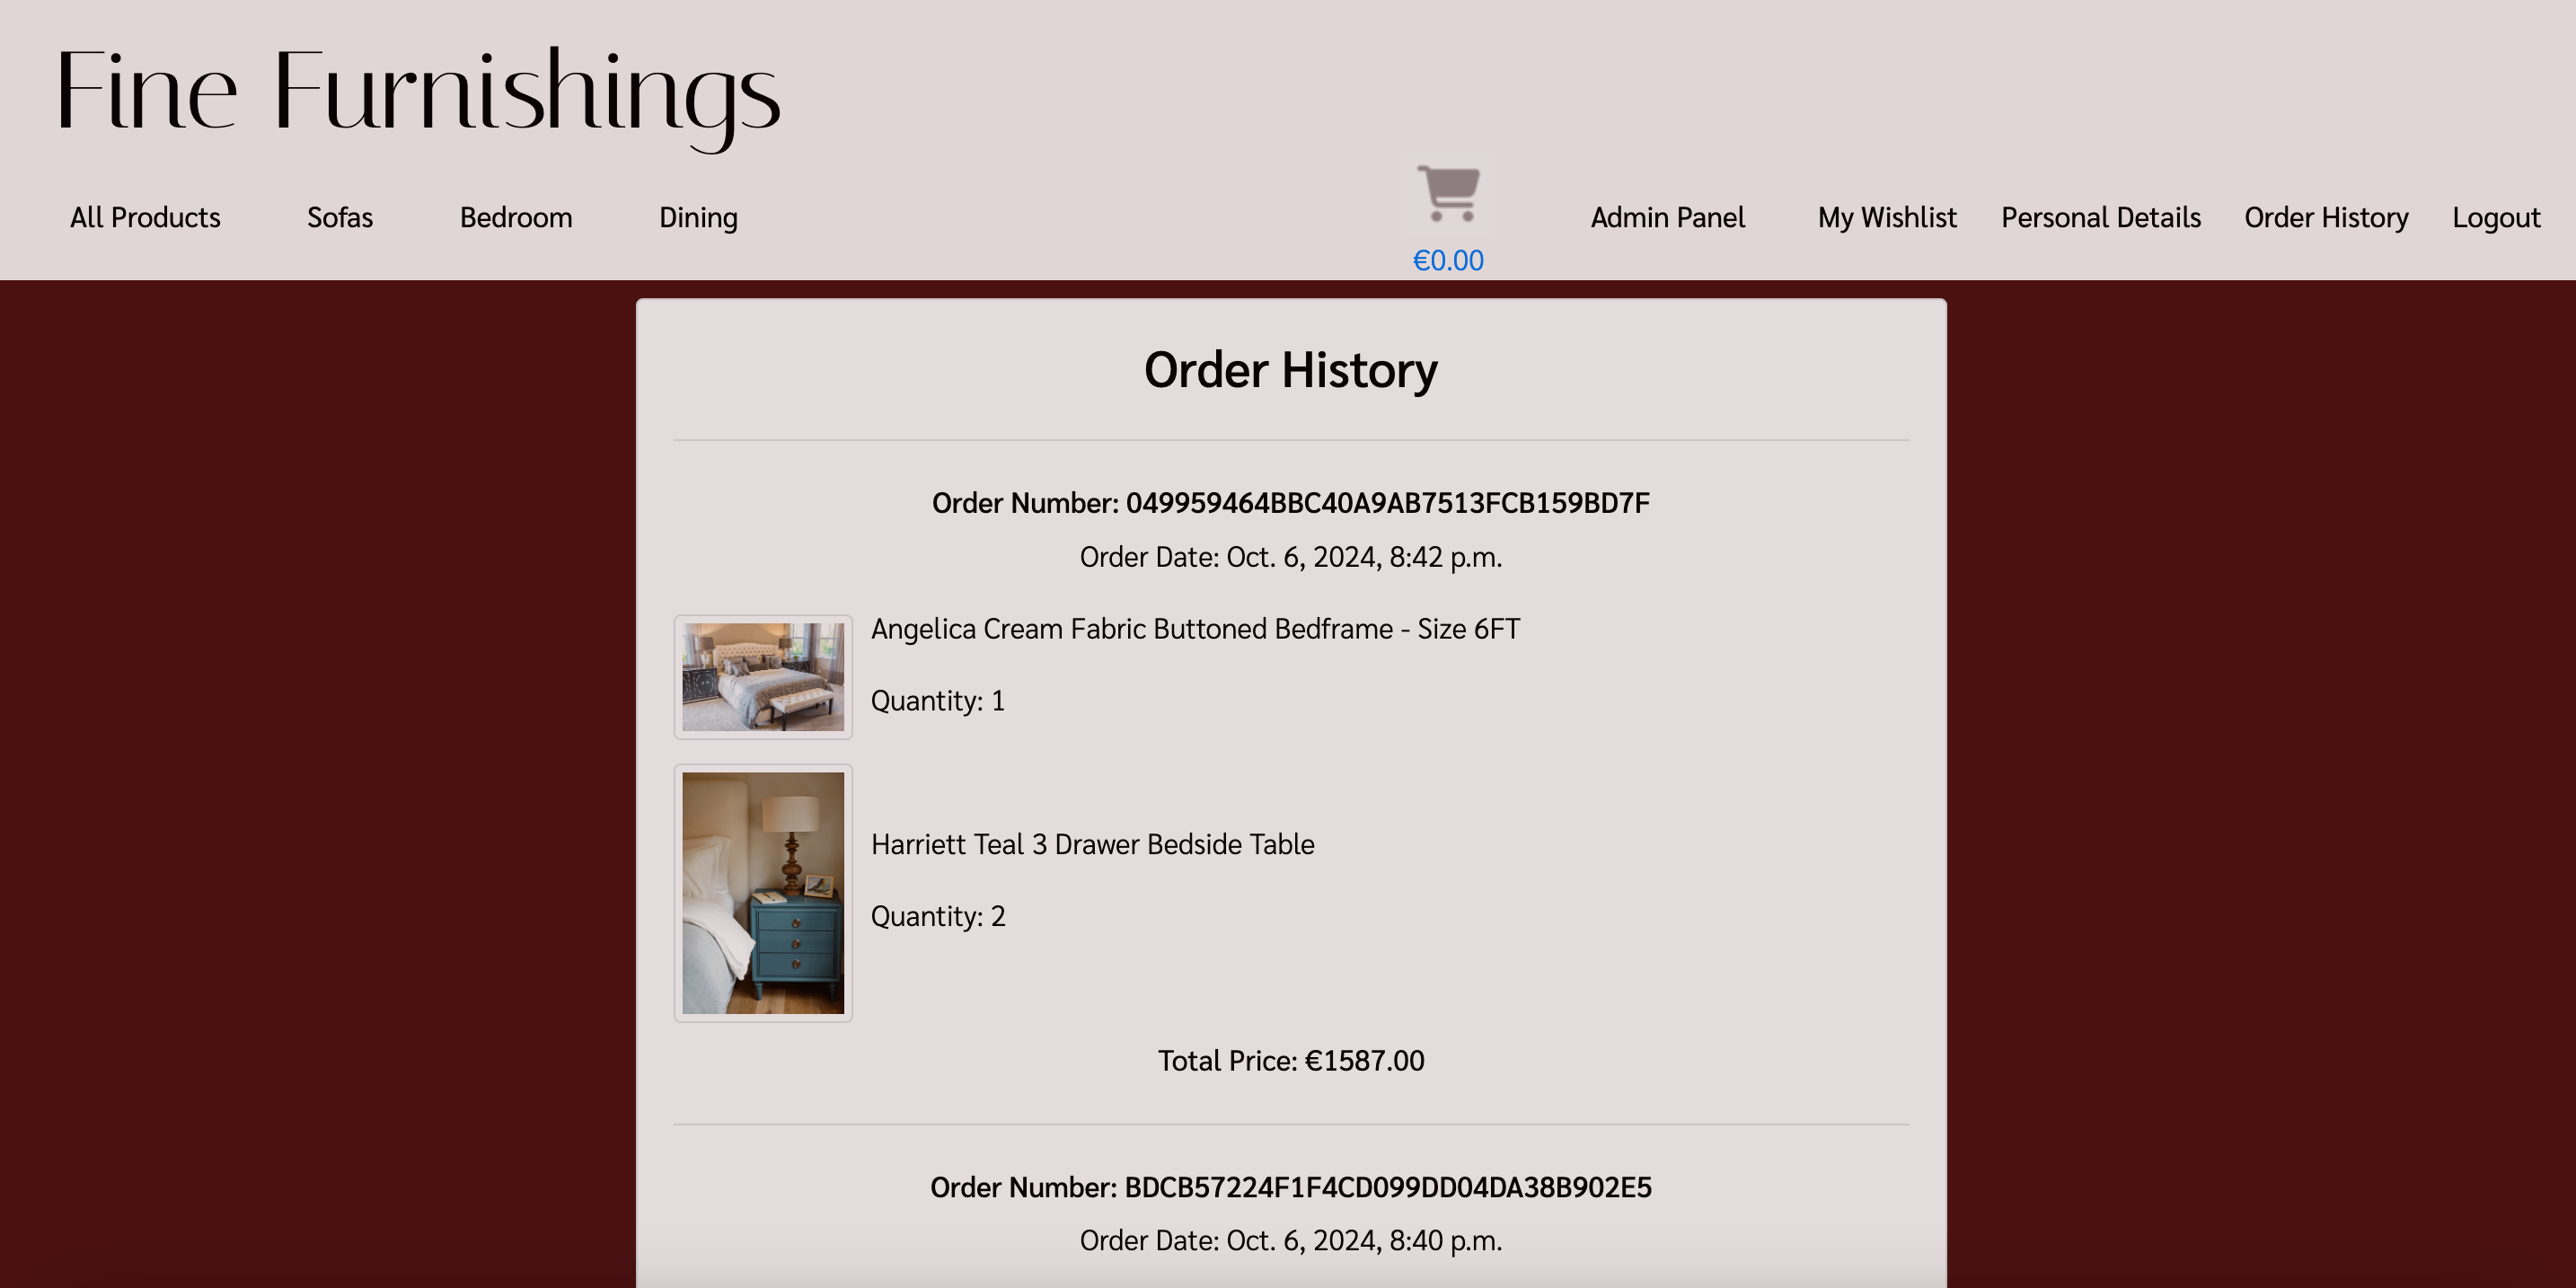 Fine Furnishings
All Products Sofas Bedroom Dining
Admin Panel My Wishlist Personal Details Order History Logout
€0.00
Order History
Order Number: 049959464BBC40A9AB7513FCB159BD7F
Order Date: Oct. 6, 2024, 8:42 p.m.
Angelica Cream Fabric Buttoned Bedframe - Size 6FT
Quantity: 1
Harriett Teal 3 Drawer Bedside Table
Quantity: 2
Total Price: €1587.00
Order Number: BDCB57224F1F4CD099DD04DA38B902E5
Order Date: Oct. 6, 2024, 8:40 p.m.